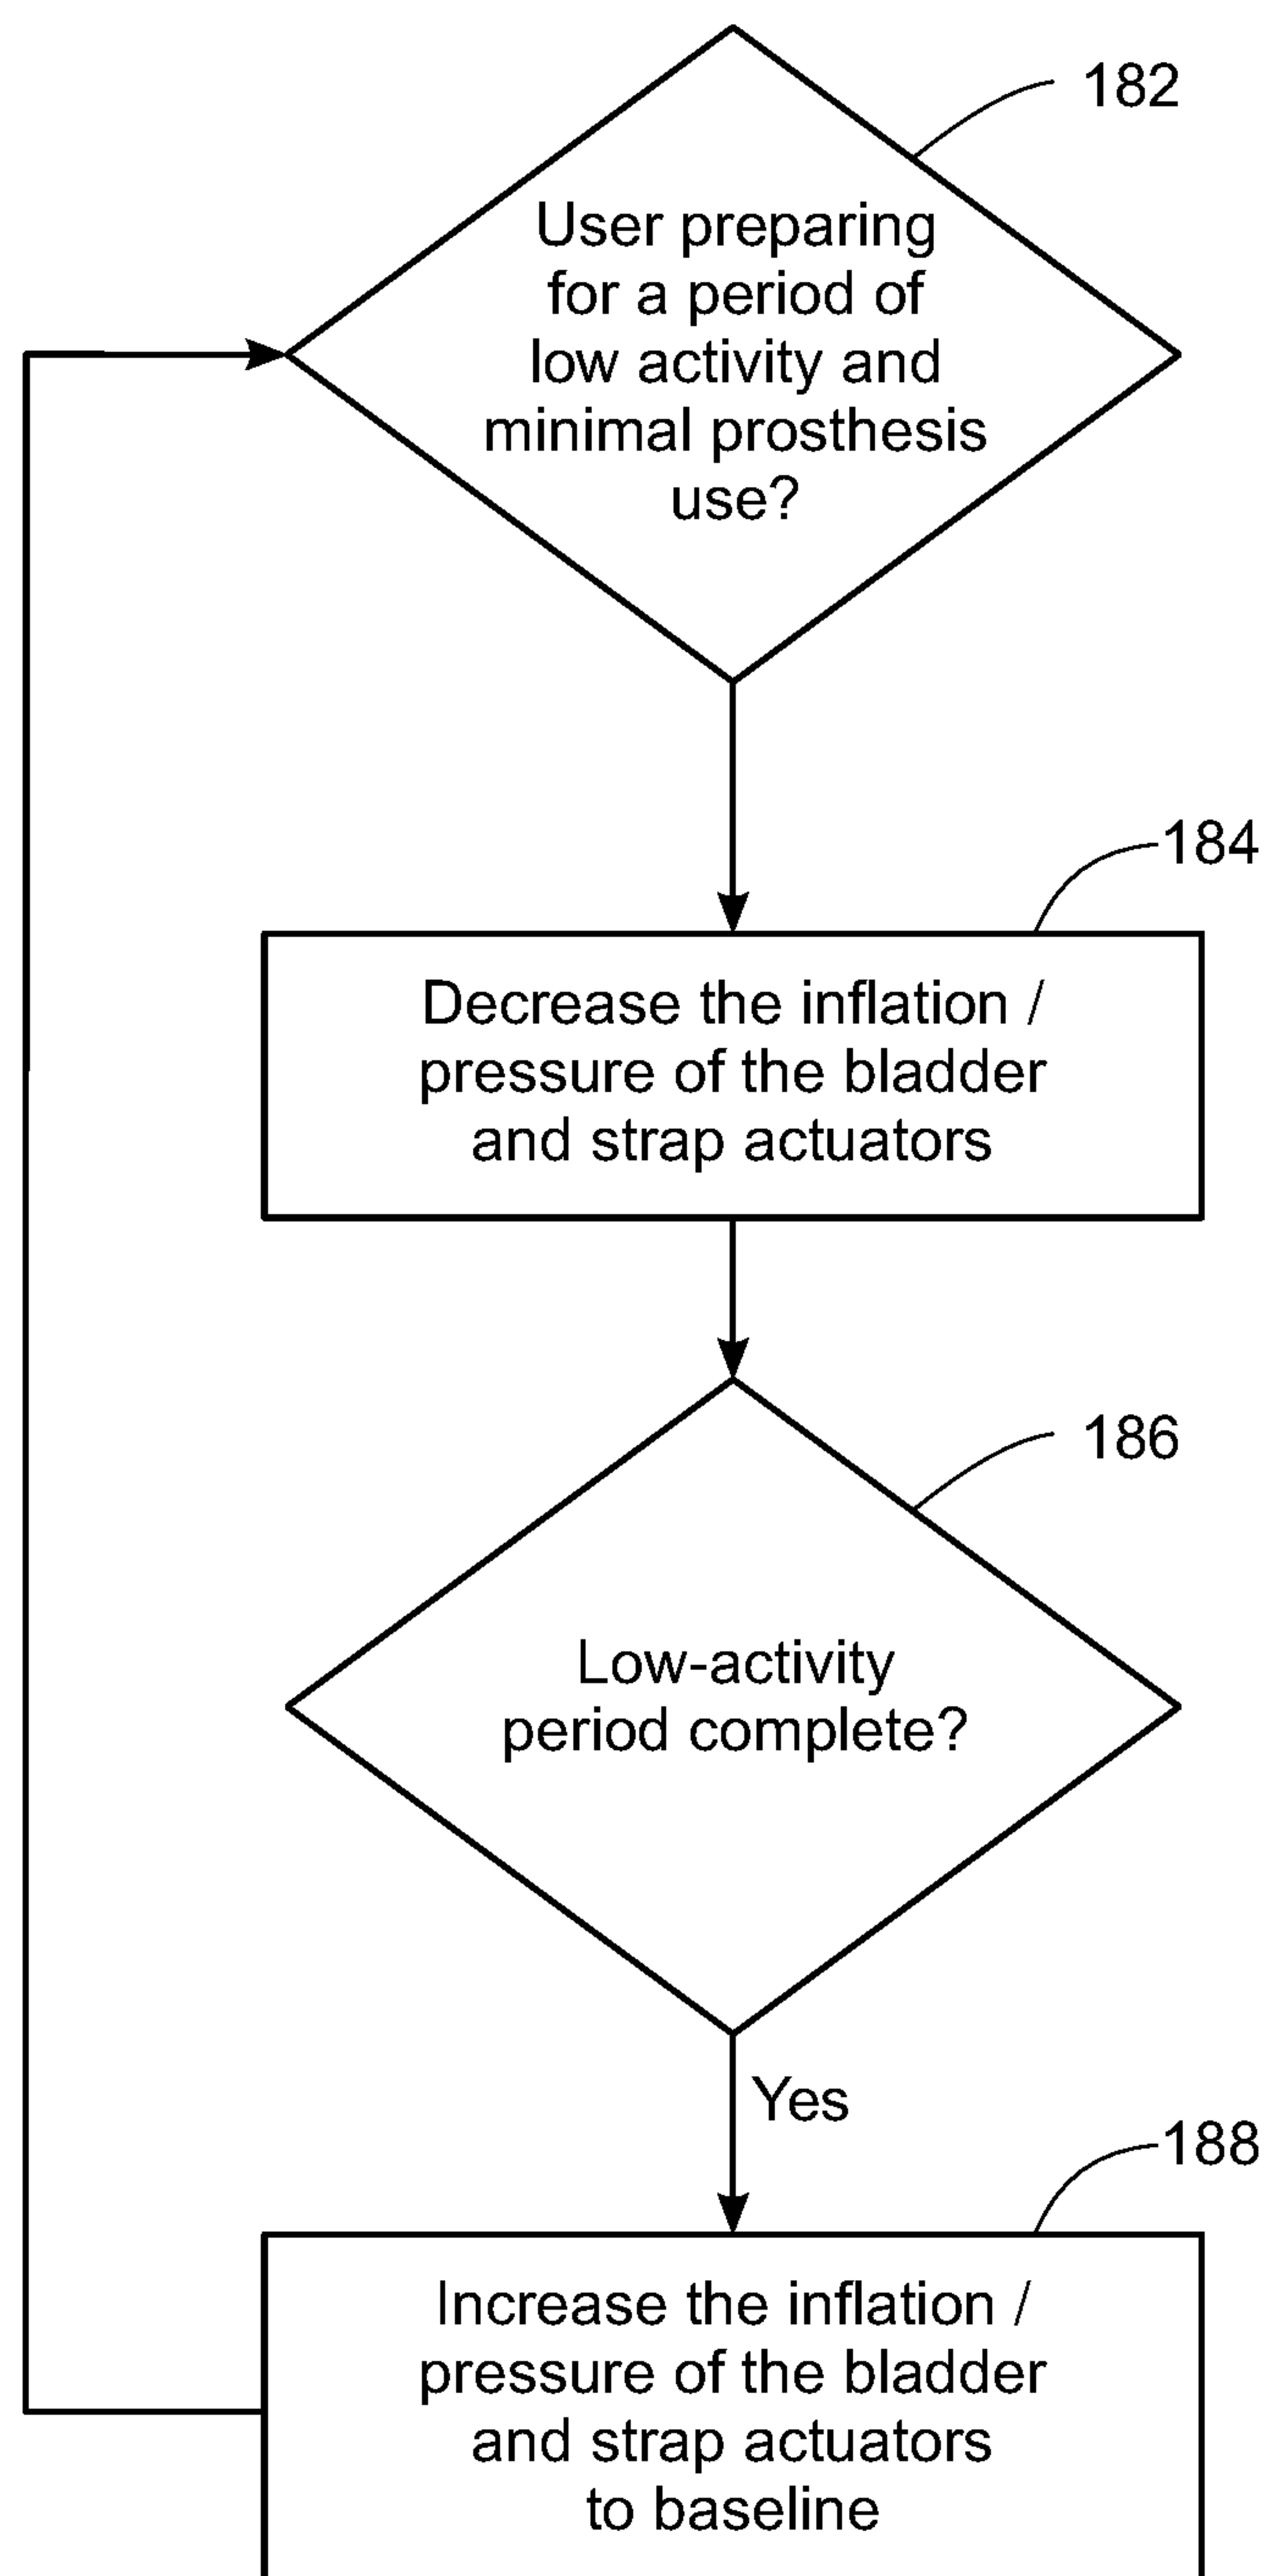 182
User preparing
for a period of
low activity and
minimal prosthesis
use?
184
Decrease the inflation /
pressure of the bladder
and strap actuators
186
Low-activity
period complete?
Yes
188
Increase the inflation /
pressure of the bladder
and strap actuators
to baseline